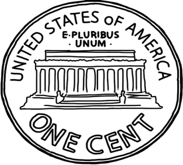 UNITED STATES OF AMERICA
E·PLURIBUS
·UNUM·
ONE CENT